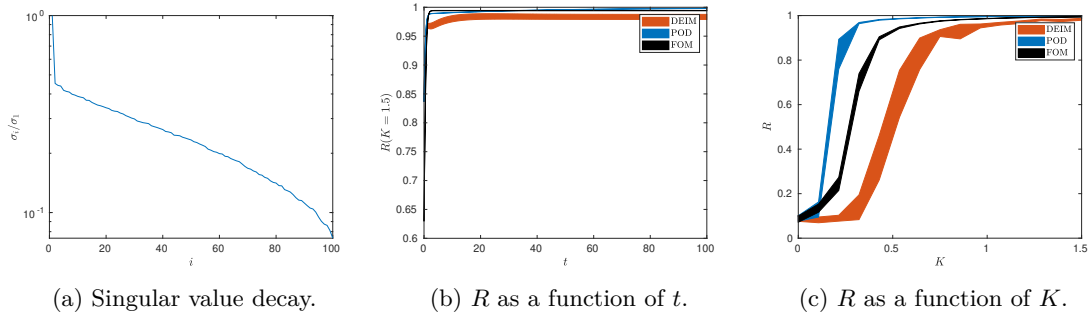 10^0
σ_i/σ_1
10^{-1}
0 20 40 60 80 100
i
(a) Singular value decay.
1
0.95
0.9
0.85
0.8
0.75
0.7
0.65
0.6
R(K = 1.5)
DEIM
POD
FOM
0 20 40 60 80 100
t
(b) R as a function of t.
1
0.8
0.6
0.4
0.2
0
R
DEIM
POD
FOM
0 0.5 1 1.5
K
(c) R as a function of K.